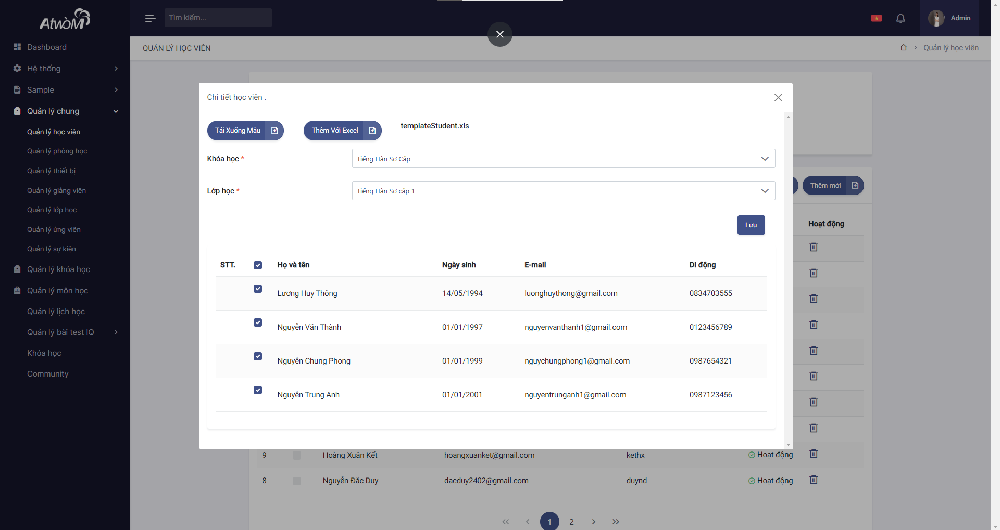 AtwoM
Tìm kiếm...
Admin
QUẢN LÝ HỌC VIÊN
Quản lý học viên
Dashboard
Hệ thống
Sample
Quản lý chung
Quản lý học viên
Quản lý phòng học
Quản lý thiết bị
Quản lý giảng viên
Quản lý lớp học
Quản lý ứng viên
Quản lý sự kiện
Quản lý khóa học
Quản lý môn học
Quản lý lịch học
Quản lý bài test IQ
Khóa học
Community
Chi tiết học viên .
Tải Xuống Mẫu
Thêm Với Excel
templateStudent.xls
Khóa học *
Tiếng Hàn Sơ Cấp
Lớp học *
Tiếng Hàn Sơ cấp 1
Lưu
STT. Họ và tên Ngày sinh E-mail Di động
Lương Huy Thông 14/05/1994 luonghuythong@gmail.com 0834703555
Nguyễn Văn Thành 01/01/1997 nguyenvanthanh1@gmail.com 0123456789
Nguyễn Chung Phong 01/01/1999 nguychungphong1@gmail.com 0987654321
Nguyễn Trung Anh 01/01/2001 nguyentrunganh1@gmail.com 0987123456
Thêm mới
Hoạt động
9 Hoàng Xuân Kết hoangxuanket@gmail.com kethx Hoạt động
8 Nguyễn Đắc Duy dacduy2402@gmail.com duynd Hoạt động
1 2